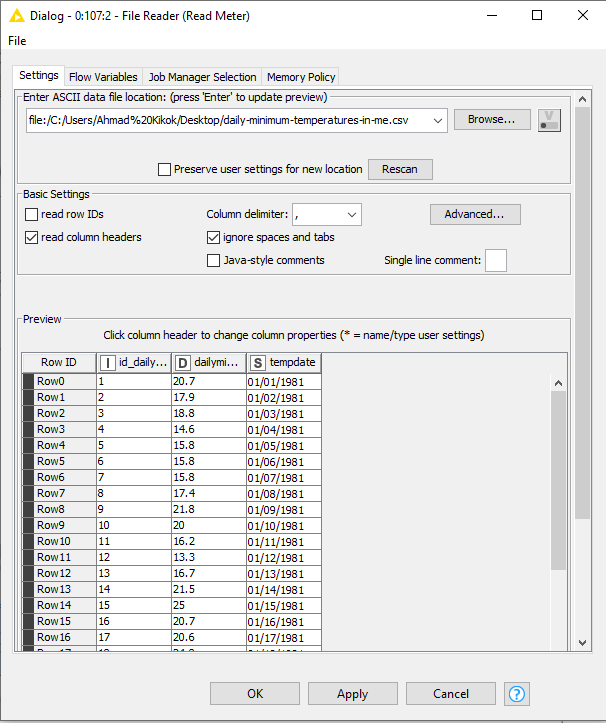 Dialog - 0:107:2 - File Reader (Read Meter)
File
Settings Flow Variables Job Manager Selection Memory Policy
Enter ASCII data file location: (press 'Enter' to update preview)
file:/C:/Users/Ahmad%20Kikok/Desktop/daily-minimum-temperatures-in-me.csv Browse... V
Preserve user settings for new location Rescan
Basic Settings
read row IDs Column delimiter: , Advanced...
read column headers ignore spaces and tabs
Java-style comments Single line comment:
Preview
Click column header to change column properties (* = name/type user settings)
Row ID I id_daily... D dailymi... S tempdate
Row0 1 20.7 01/01/1981
Row1 2 17.9 01/02/1981
Row2 3 18.8 01/03/1981
Row3 4 14.6 01/04/1981
Row4 5 15.8 01/05/1981
Row5 6 15.8 01/06/1981
Row6 7 15.8 01/07/1981
Row7 8 17.4 01/08/1981
Row8 9 21.8 01/09/1981
Row9 10 20 01/10/1981
Row10 11 16.2 01/11/1981
Row11 12 13.3 01/12/1981
Row12 13 16.7 01/13/1981
Row13 14 21.5 01/14/1981
Row14 15 25 01/15/1981
Row15 16 20.7 01/16/1981
Row16 17 20.6 01/17/1981
OK Apply Cancel ?